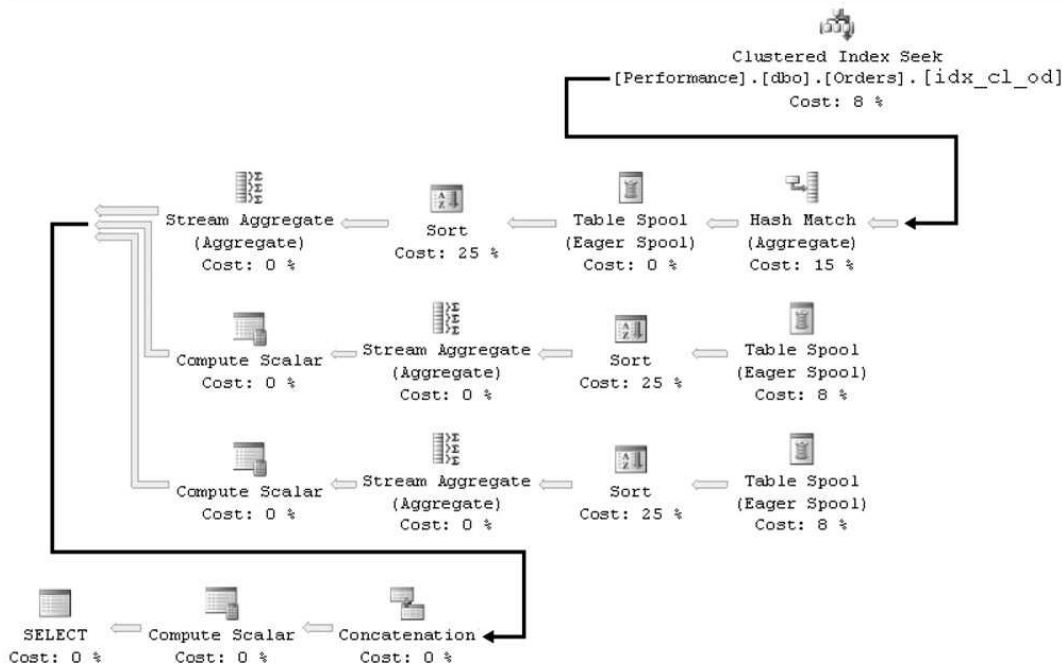 Clustered Index Seek
[Performance].[dbo].[Orders].[idx_cl_od]
Cost: 8 %
Stream Aggregate
(Aggregate)
Cost: 0 %
Sort
Cost: 25 %
Table Spool
(Eager Spool)
Cost: 0 %
Hash Match
(Aggregate)
Cost: 15 %
Compute Scalar
Cost: 0 %
Stream Aggregate
(Aggregate)
Cost: 0 %
Sort
Cost: 25 %
Table Spool
(Eager Spool)
Cost: 8 %
Compute Scalar
Cost: 0 %
Stream Aggregate
(Aggregate)
Cost: 0 %
Sort
Cost: 25 %
Table Spool
(Eager Spool)
Cost: 8 %
SELECT
Cost: 0 %
Compute Scalar
Cost: 0 %
Concatenation
Cost: 0 %